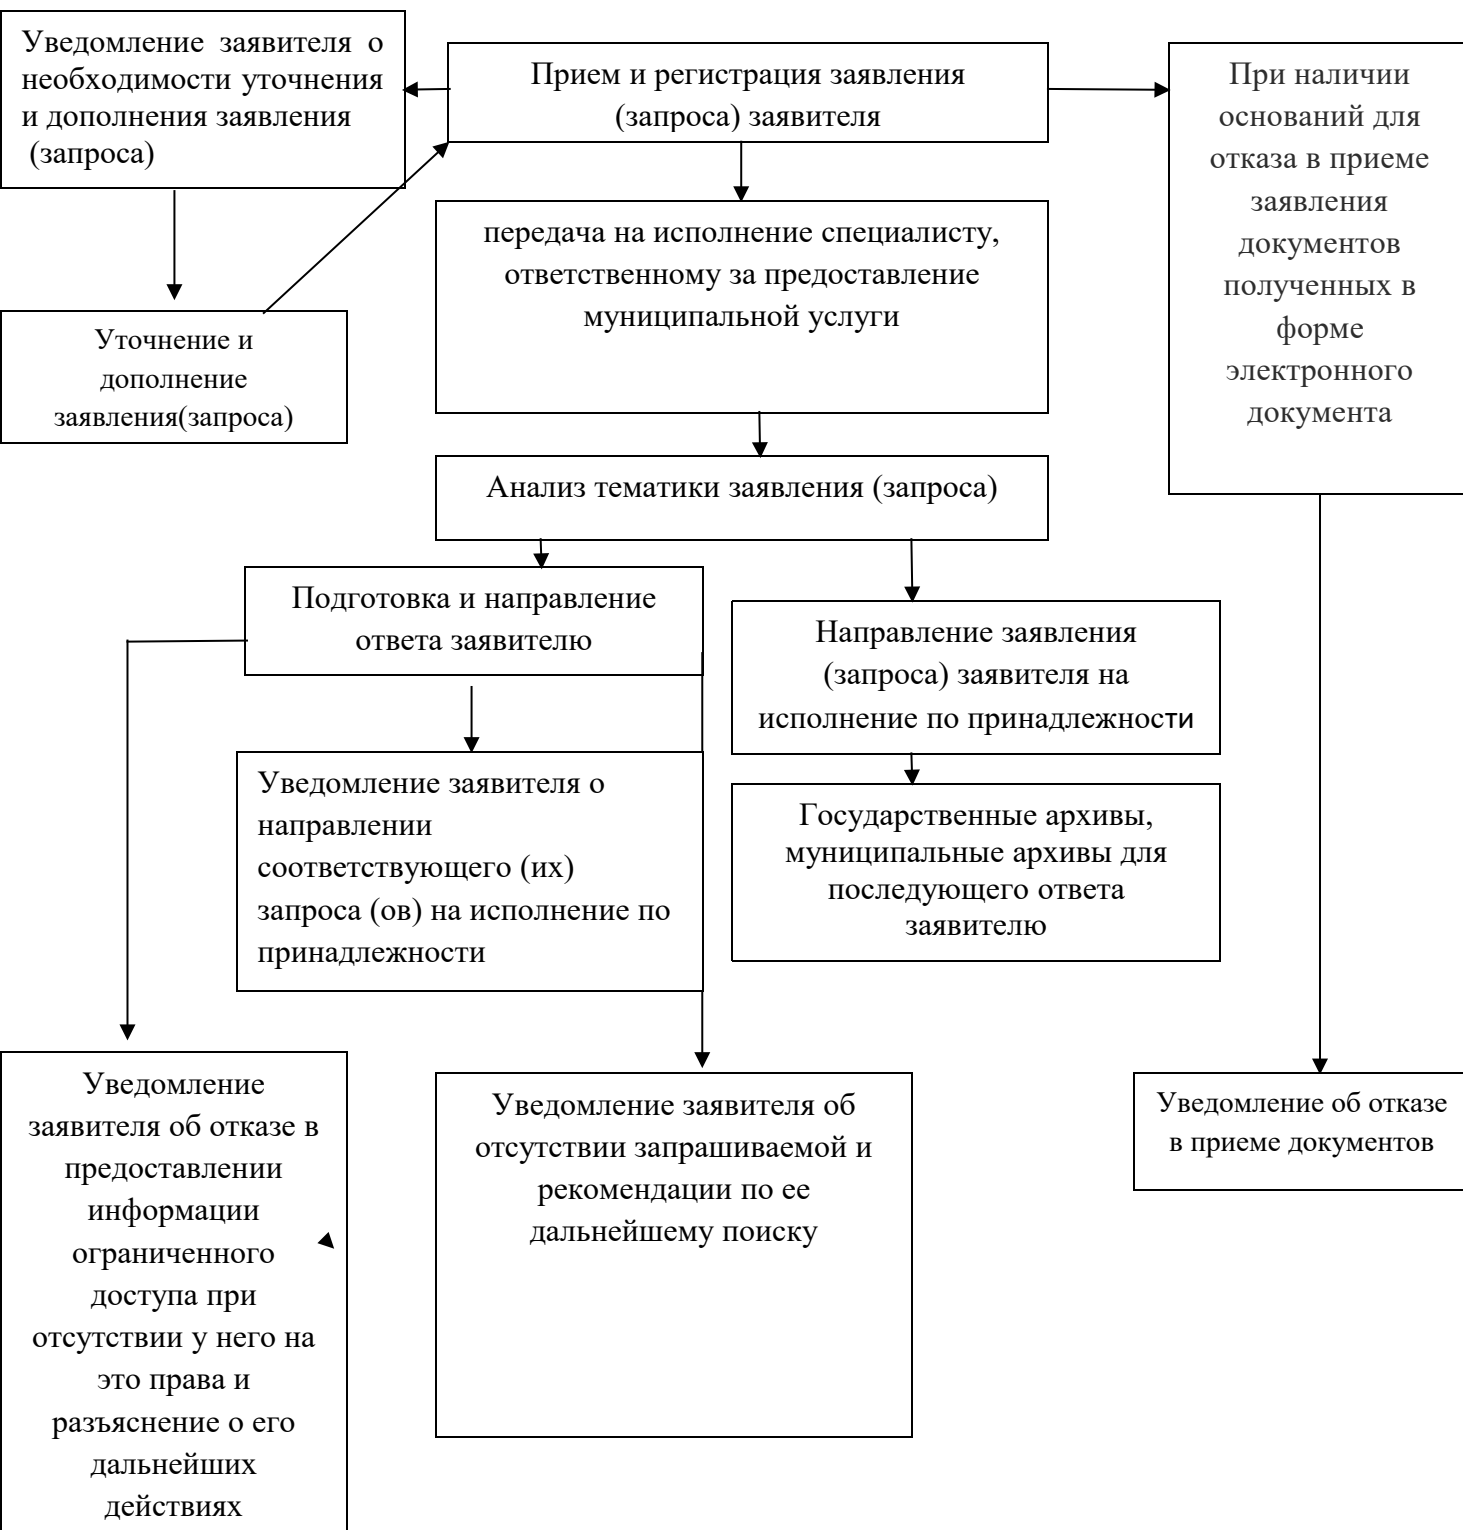 Уведомление заявителя о
необходимости уточнения
и дополнения заявления
(запроса)
Прием и регистрация заявления
(запроса) заявителя
При наличии
оснований для
отказа в приеме
заявления
документов
полученных в
форме
электронного
документа
передача на исполнение специалисту,
ответственному за предоставление
муниципальной услуги
Уточнение и
дополнение
заявления(запроса)
Анализ тематики заявления (запроса)
Подготовка и направление
ответа заявителю
Направление заявления
(запроса) заявителя на
исполнение по принадлежности
Уведомление заявителя о
направлении
соответствующего (их)
запроса (ов) на исполнение по
принадлежности
Государственные архивы,
муниципальные архивы для
последующего ответа
заявителю
Уведомление
заявителя об отказе в
предоставлении
информации
ограниченного
доступа при
отсутствии у него на
это права и
разъяснение о его
дальнейших
действиях
Уведомление заявителя об
отсутствии запрашиваемой и
рекомендации по ее
дальнейшему поиску
Уведомление об отказе
в приеме документов